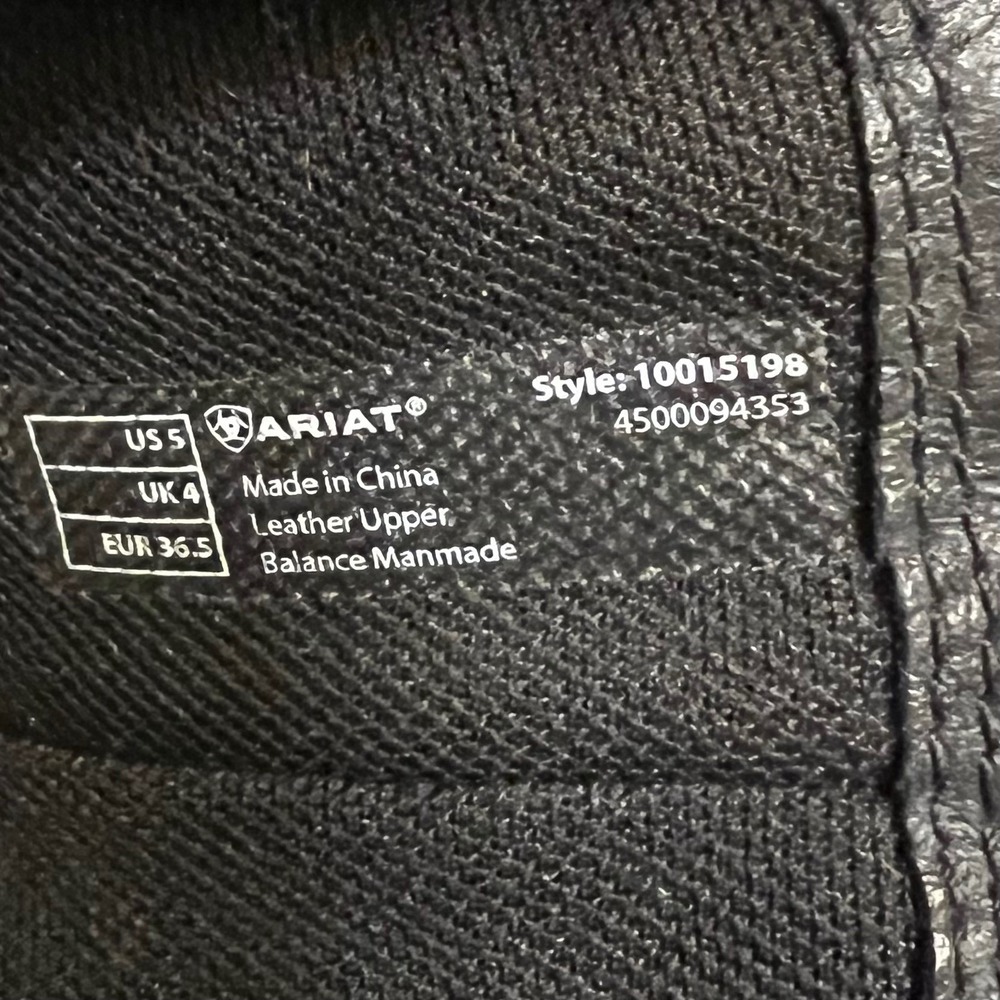 US 5
UK 4
EUR 36.5
ARIAT®
Made in China
Leather Upper
Balance Manmade
Style: 10015198
4500094353